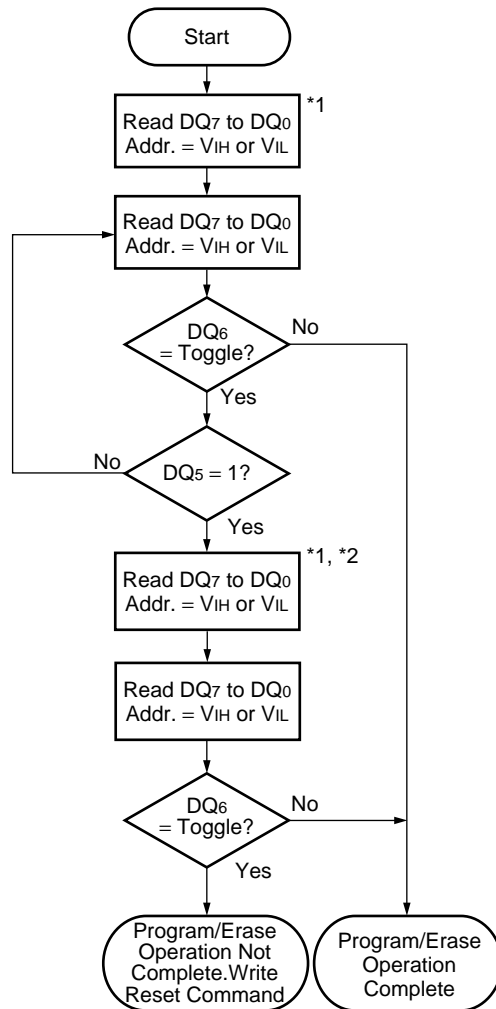 Start
*1
Read DQ7 to DQ0
Addr. = VIH or VIL
Read DQ7 to DQ0
Addr. = VIH or VIL
DQ6
= Toggle?
No
Yes
No
DQ5 = 1?
Yes
*1, *2
Read DQ7 to DQ0
Addr. = VIH or VIL
Read DQ7 to DQ0
Addr. = VIH or VIL
DQ6
= Toggle?
No
Yes
Program/Erase
Operation Not
Complete.Write
Reset Command
Program/Erase
Operation
Complete